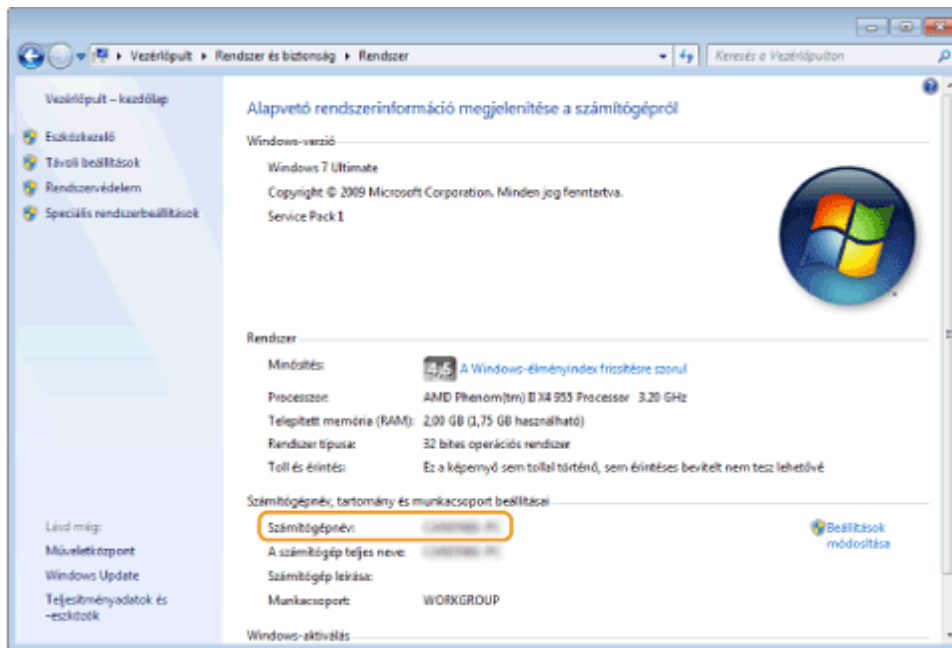 Vezérlőpult ▸ Rendszer és biztonság ▸ Rendszer
Keresés a Vezérlőpulton
Vezérlőpult – kezdőlap
Eszközkezelő
Távoli beállítások
Rendszervédelem
Speciális rendszerbeállítások
Alapvető rendszerinformáció megjelenítése a számítógépről
Windows-verzió
Windows 7 Ultimate
Copyright © 2009 Microsoft Corporation. Minden jog fenntartva.
Service Pack 1
Rendszer
Minősítés: 4,6 A Windows-élményindex frissítésre szorul
Processzor: AMD Phenom(tm) II X4 955 Processor 3.20 GHz
Telepített memória (RAM): 2,00 GB (1,75 GB használható)
Rendszer típusa: 32 bites operációs rendszer
Toll és érintés: Ez a képernyő sem tollal történő, sem érintéses bevitelt nem tesz lehetővé
Számítógépnév, tartomány és munkacsoport beállításai
Számítógépnév:
A számítógép teljes neve:
Számítógép leírása:
Munkacsoport: WORKGROUP
Beállítások
módosítása
Windows-aktiválás
Lásd még:
Műveletközpont
Windows Update
Teljesítményadatok és
-eszközök